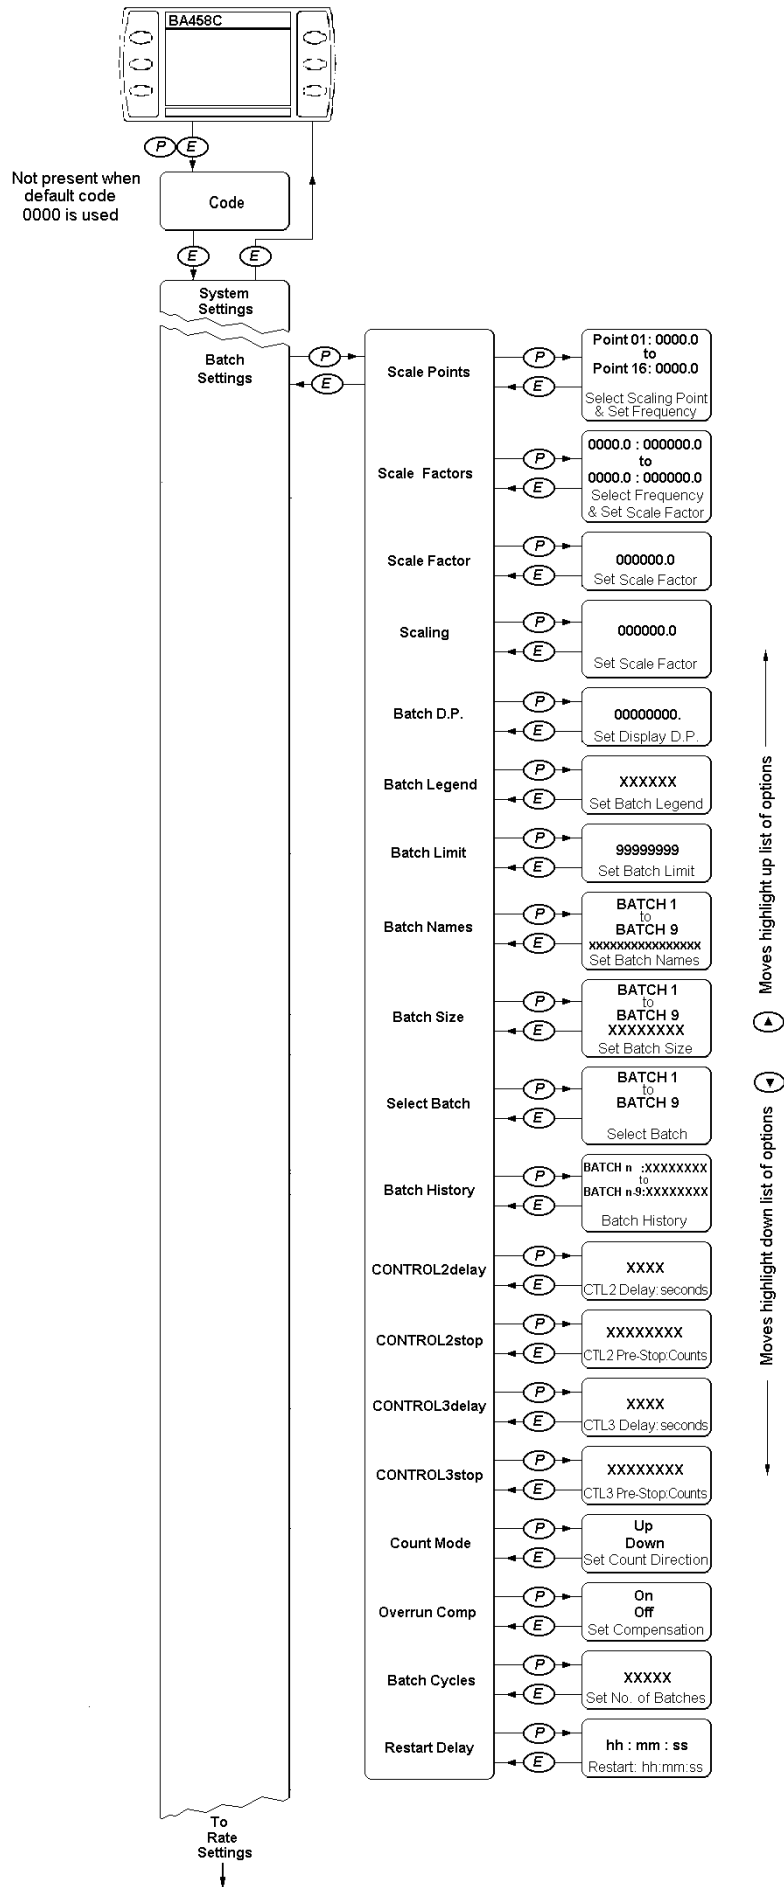 BA458C
P E
Not present when
default code
0000 is used
Code
E E
System
Settings
Batch
Settings
P
E
Scale Points
P
E
Point 01: 0000.0
to
Point 16: 0000.0
Select Scaling Point
& Set Frequency
Scale Factors
P
E
0000.0 : 000000.0
to
0000.0 : 000000.0
Select Frequency
& Set Scale Factor
Scale Factor
P
E
000000.0
Set Scale Factor
Scaling
P
E
000000.0
Set Scale Factor
Batch D.P.
P
E
00000000.
Set Display D.P.
Batch Legend
P
E
XXXXXX
Set Batch Legend
Batch Limit
P
E
99999999
Set Batch Limit
Batch Names
P
E
BATCH 1
to
BATCH 9
XXXXXXXXXXXXXXXX
Set Batch Names
Batch Size
P
E
BATCH 1
to
BATCH 9
XXXXXXXX
Set Batch Size
Select Batch
P
E
BATCH 1
to
BATCH 9
Select Batch
Batch History
P
E
BATCH n :XXXXXXXX
to
BATCH n-9:XXXXXXXX
Batch History
CONTROL2delay
P
E
XXXX
CTL2 Delay:seconds
CONTROL2stop
P
E
XXXXXXXX
CTL2 Pre-Stop:Counts
CONTROL3delay
P
E
XXXX
CTL3 Delay:seconds
CONTROL3stop
P
E
XXXXXXXX
CTL3 Pre-Stop:Counts
Count Mode
P
E
Up
Down
Set Count Direction
Overrun Comp
P
E
On
Off
Set Compensation
Batch Cycles
P
E
XXXXX
Set No. of Batches
Restart Delay
P
E
hh : mm : ss
Restart: hh:mm:ss
To
Rate
Settings
Moves highlight up list of options
Moves highlight down list of options